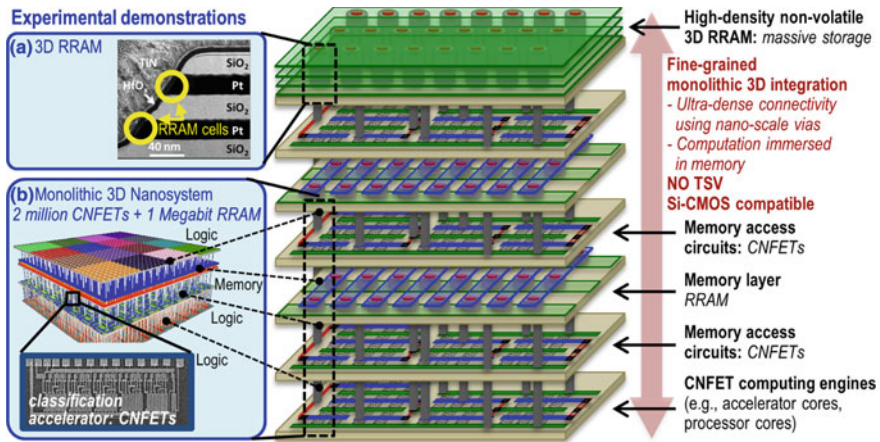 Experimental demonstrations
(a) 3D RRAM
TiN
HfOₓ
SiO₂
Pt
SiO₂
Pt
SiO₂
RRAM cells
40 nm
(b) Monolithic 3D Nanosystem
2 million CNFETs + 1 Megabit RRAM
Logic
Memory
Logic
Logic
classification
accelerator: CNFETs
High-density non-volatile
3D RRAM: massive storage
Fine-grained
monolithic 3D integration
- Ultra-dense connectivity
using nano-scale vias
- Computation immersed
in memory
NO TSV
Si-CMOS compatible
Memory access
circuits: CNFETs
Memory layer
RRAM
Memory access
circuits: CNFETs
CNFET computing engines
(e.g., accelerator cores,
processor cores)